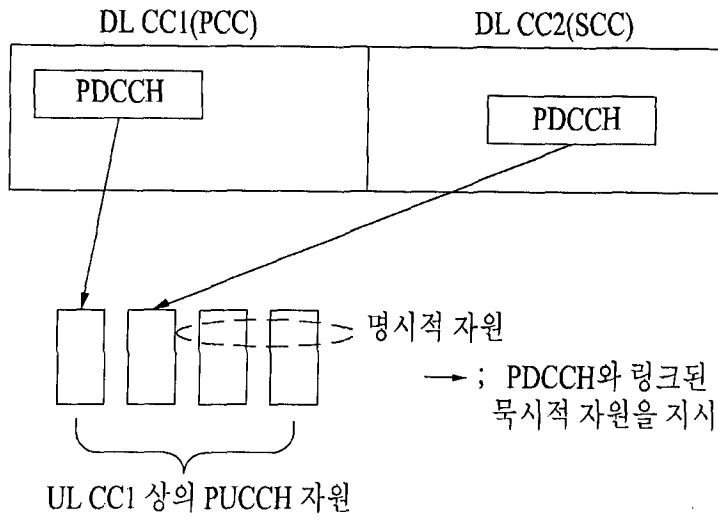 DL CC1(PCC)
DL CC2(SCC)
PDCCH
PDCCH
명시적 자원
; PDCCH와 링크된
묵시적 자원을 지시
UL CC1 상의 PUCCH 자원